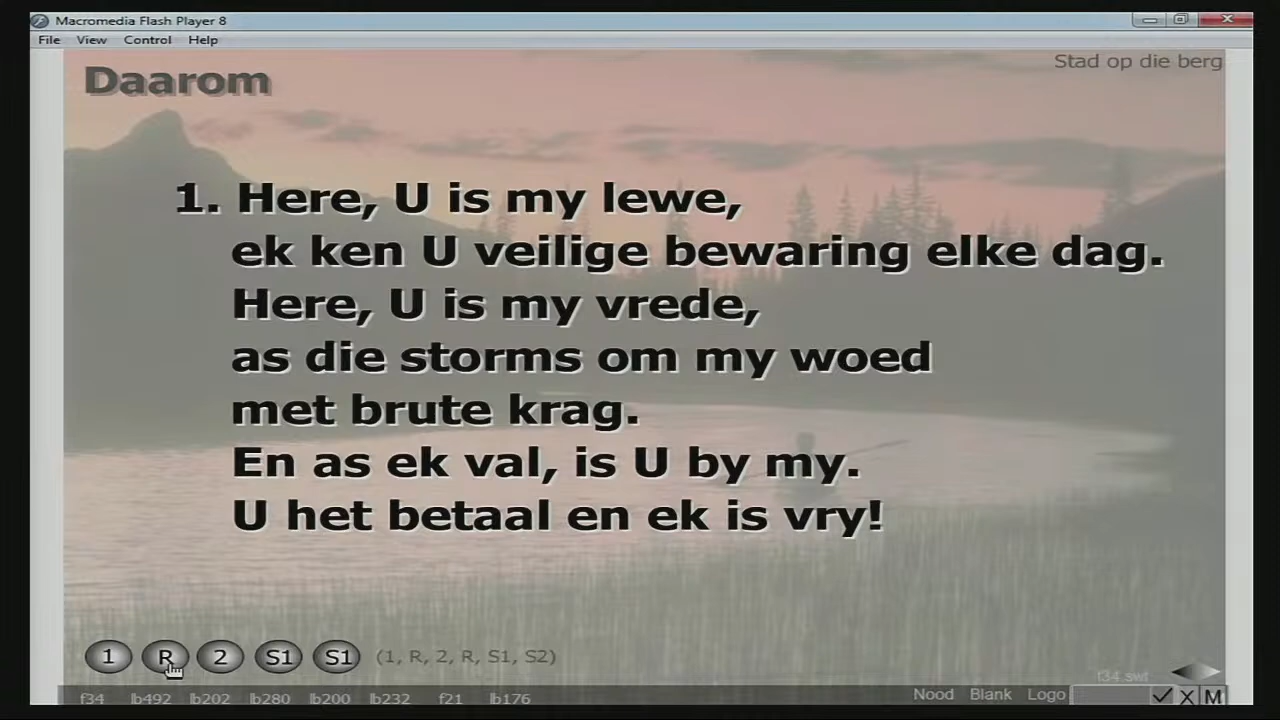 Macromedia Flash Player 8
File View Control Help
Stad op die berg
Daarom
1. Here, U is my lewe,
ek ken U veilige bewaring elke dag.
Here, U is my vrede,
as die storms om my woed
met brute krag.
En as ek val, is U by my.
U het betaal en ek is vry!
1 R 2 S1 S1 (1, R, 2, R, S1, S2)
f34.swf
f34 lb492 lb202 lb280 lb200 lb232 f21 lb176 Nood Blank Logo X M